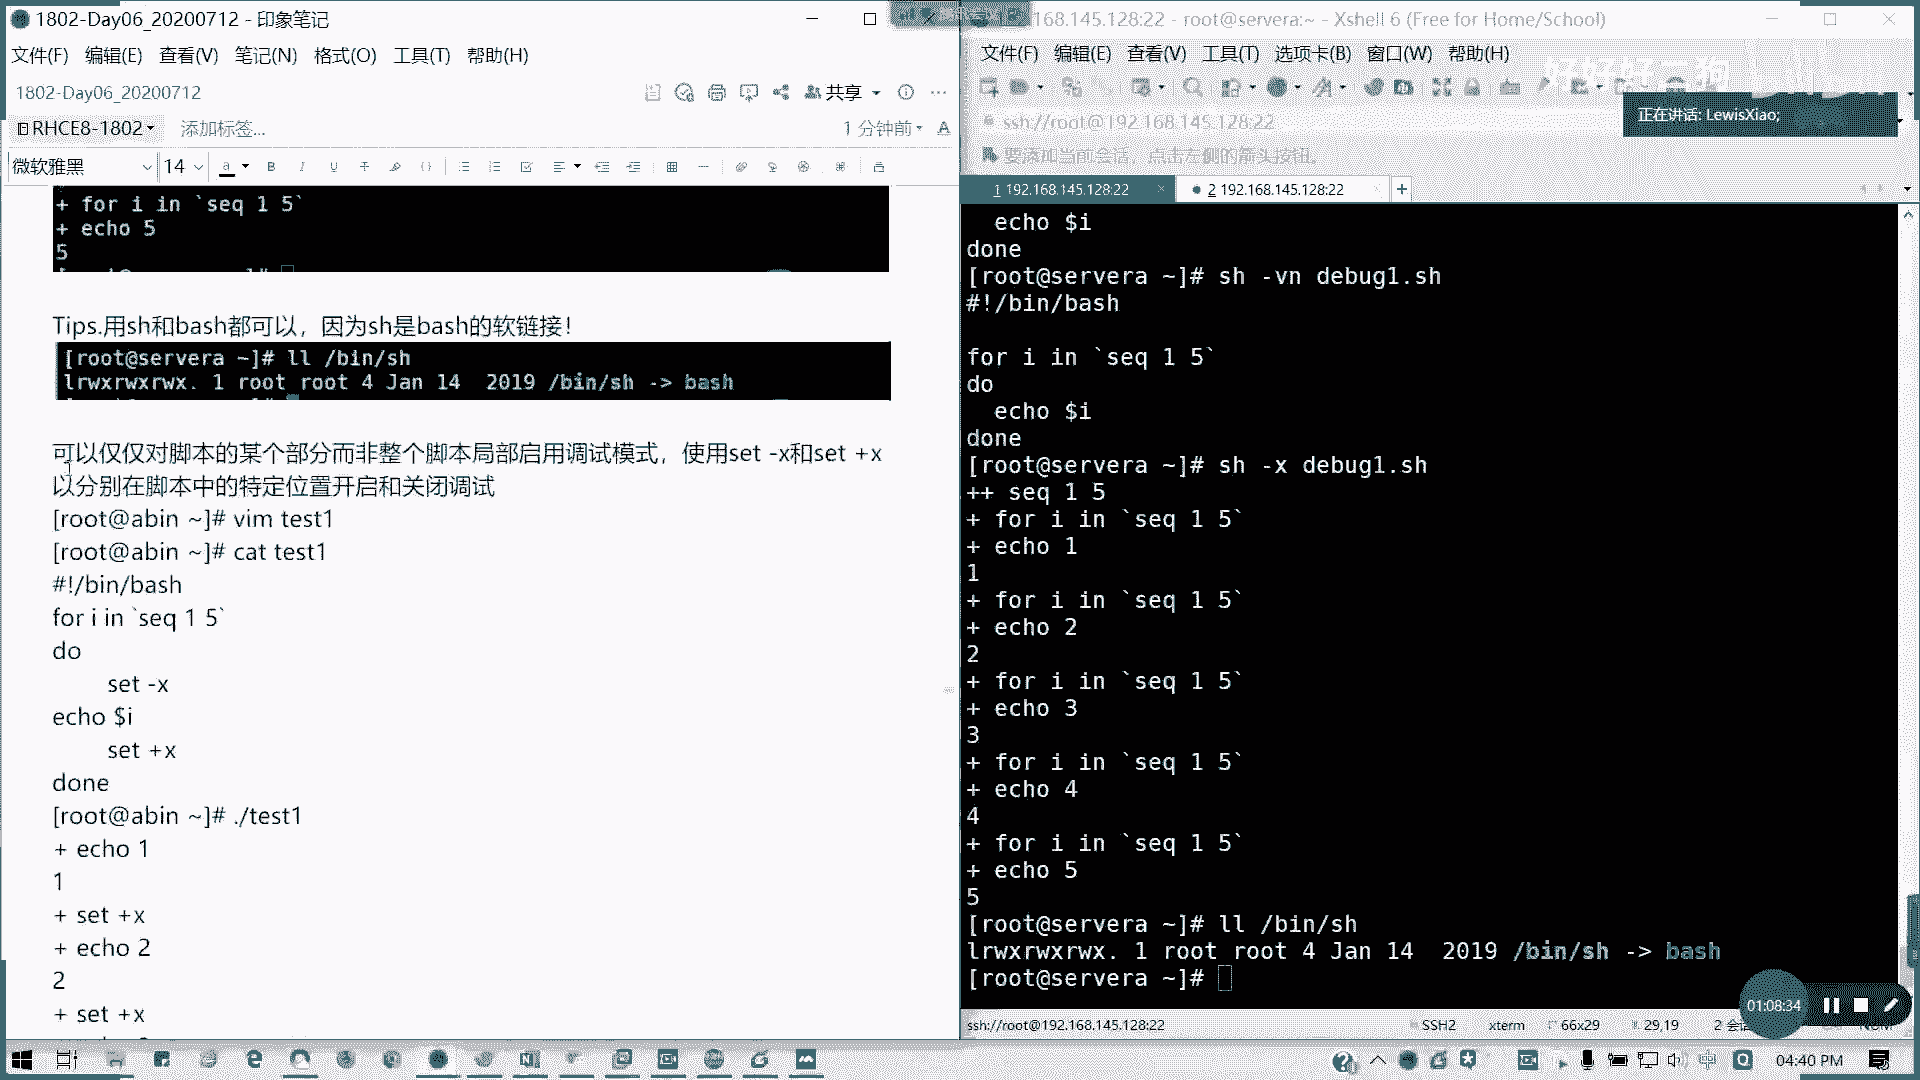 1802-Day06_20200712 - 印象笔记
文件(F) 编辑(E) 查看(V) 笔记(N) 格式(O) 工具(T) 帮助(H)
1802-Day06_20200712
共享
RHCE8-1802
添加标签...
1 分钟前
微软雅黑
14
+ for i in `seq 1 5`
+ echo 5
5
Tips.用sh和bash都可以，因为sh是bash的软链接！
[root@servera ~]# ll /bin/sh
lrwxrwxrwx. 1 root root 4 Jan 14  2019 /bin/sh -> bash
可以仅仅对脚本的某个部分而非整个脚本局部启用调试模式，使用set -x和set +x
以分别在脚本中的特定位置开启和关闭调试
[root@abin ~]# vim test1
[root@abin ~]# cat test1
#!/bin/bash
for i in `seq 1 5`
do
set -x
echo $i
set +x
done
[root@abin ~]# ./test1
+ echo 1
1
+ set +x
+ echo 2
2
+ set +x
168.145.128:22 - root@servera:~ - Xshell 6 (Free for Home/School)
文件(F) 编辑(E) 查看(V) 工具(T) 选项卡(B) 窗口(W) 帮助(H)
好好好二狗
正在讲话: LewisXiao;
ssh://root@192.168.145.128:22
要添加当前会话，点击左侧的箭头按钮。
1 192.168.145.128:22
2 192.168.145.128:22
echo $i
done
[root@servera ~]# sh -vn debug1.sh
#!/bin/bash
for i in `seq 1 5`
do
echo $i
done
[root@servera ~]# sh -x debug1.sh
++ seq 1 5
+ for i in `seq 1 5`
+ echo 1
1
+ for i in `seq 1 5`
+ echo 2
2
+ for i in `seq 1 5`
+ echo 3
3
+ for i in `seq 1 5`
+ echo 4
4
+ for i in `seq 1 5`
+ echo 5
5
[root@servera ~]# ll /bin/sh
lrwxrwxrwx. 1 root root 4 Jan 14  2019 /bin/sh -> bash
[root@servera ~]#
01:08:34
ssh://root@192.168.145.128:22
SSH2
xterm
66x29
29,19
04:40 PM